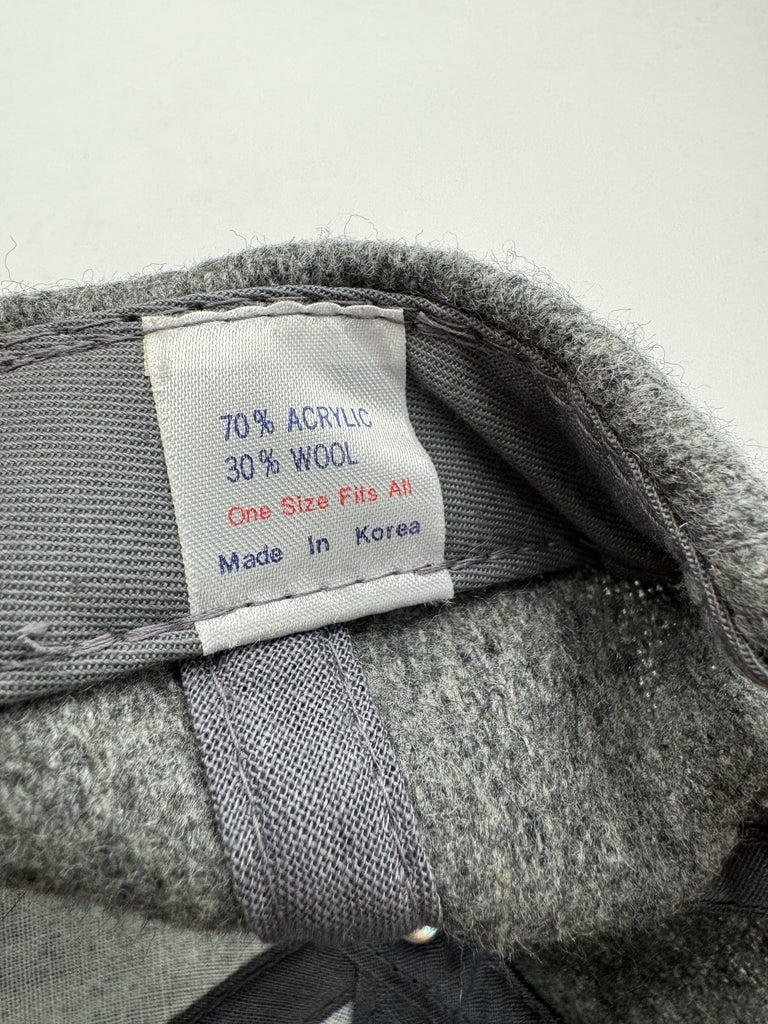 70% ACRYLIC
30% WOOL
One Size Fits All
Made In Korea